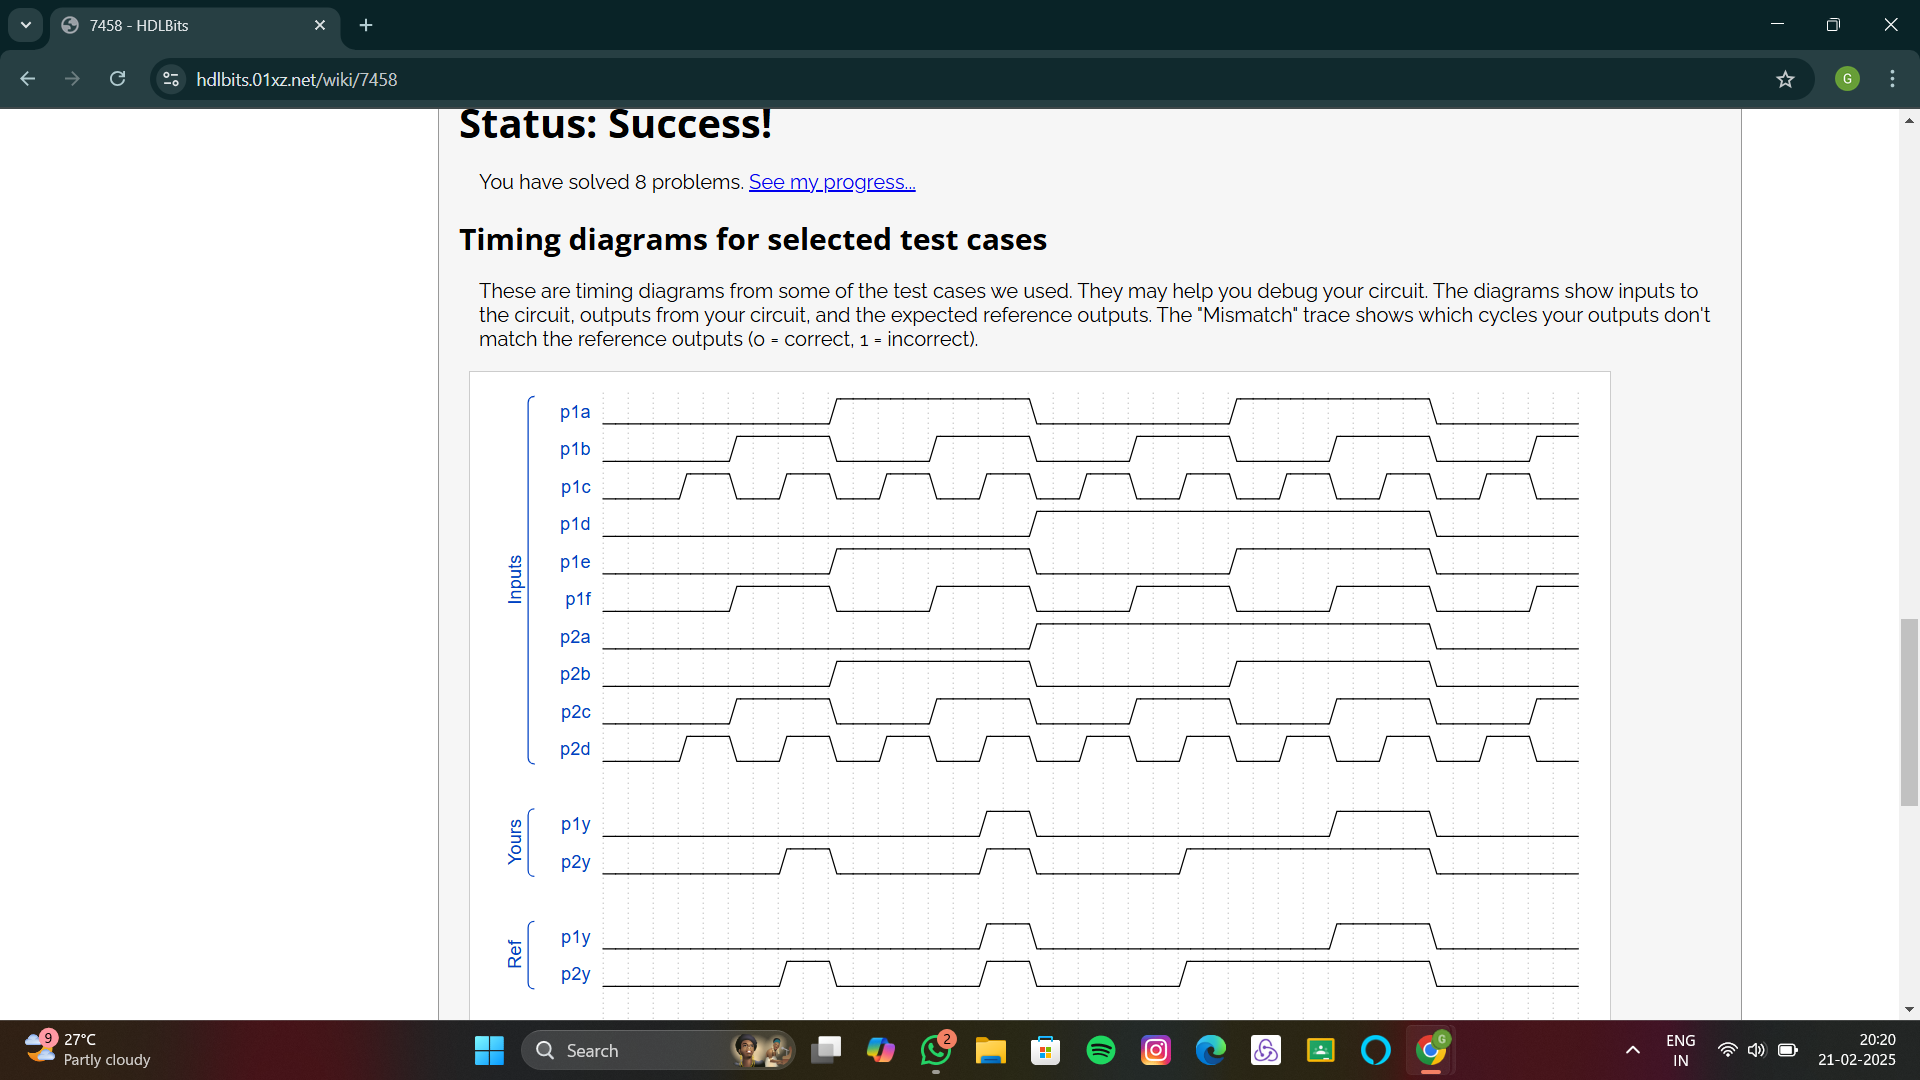 7458 - HDLBits
hdlbits.01xz.net/wiki/7458
G
Status: Success!
You have solved 8 problems. See my progress...
Timing diagrams for selected test cases
These are timing diagrams from some of the test cases we used. They may help you debug your circuit. The diagrams show inputs to
the circuit, outputs from your circuit, and the expected reference outputs. The "Mismatch" trace shows which cycles your outputs don't
match the reference outputs (0 = correct, 1 = incorrect).
Inputs
p1a
p1b
p1c
p1d
p1e
p1f
p2a
p2b
p2c
p2d
Yours
p1y
p2y
Ref
p1y
p2y
9
27°C
Partly cloudy
Search
2
G
ENG
IN
20:20
21-02-2025